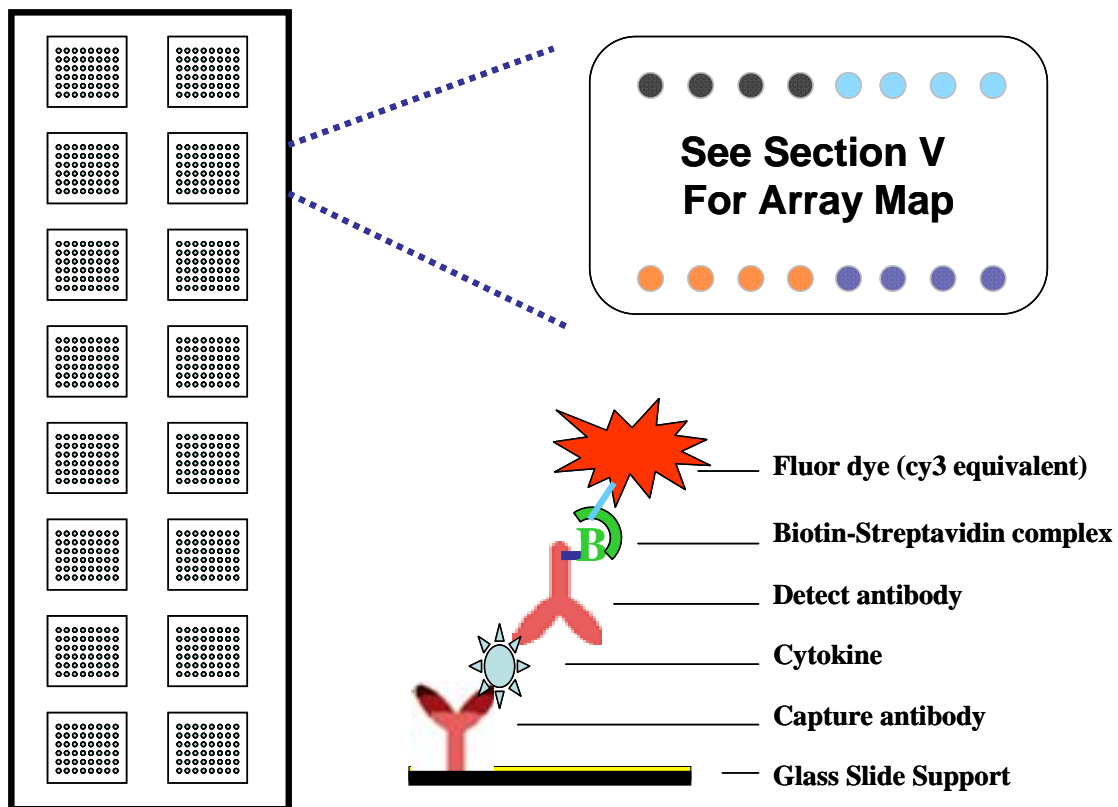 See Section V
For Array Map
Fluor dye (cy3 equivalent)
B
Biotin-Streptavidin complex
Detect antibody
Cytokine
Capture antibody
Glass Slide Support